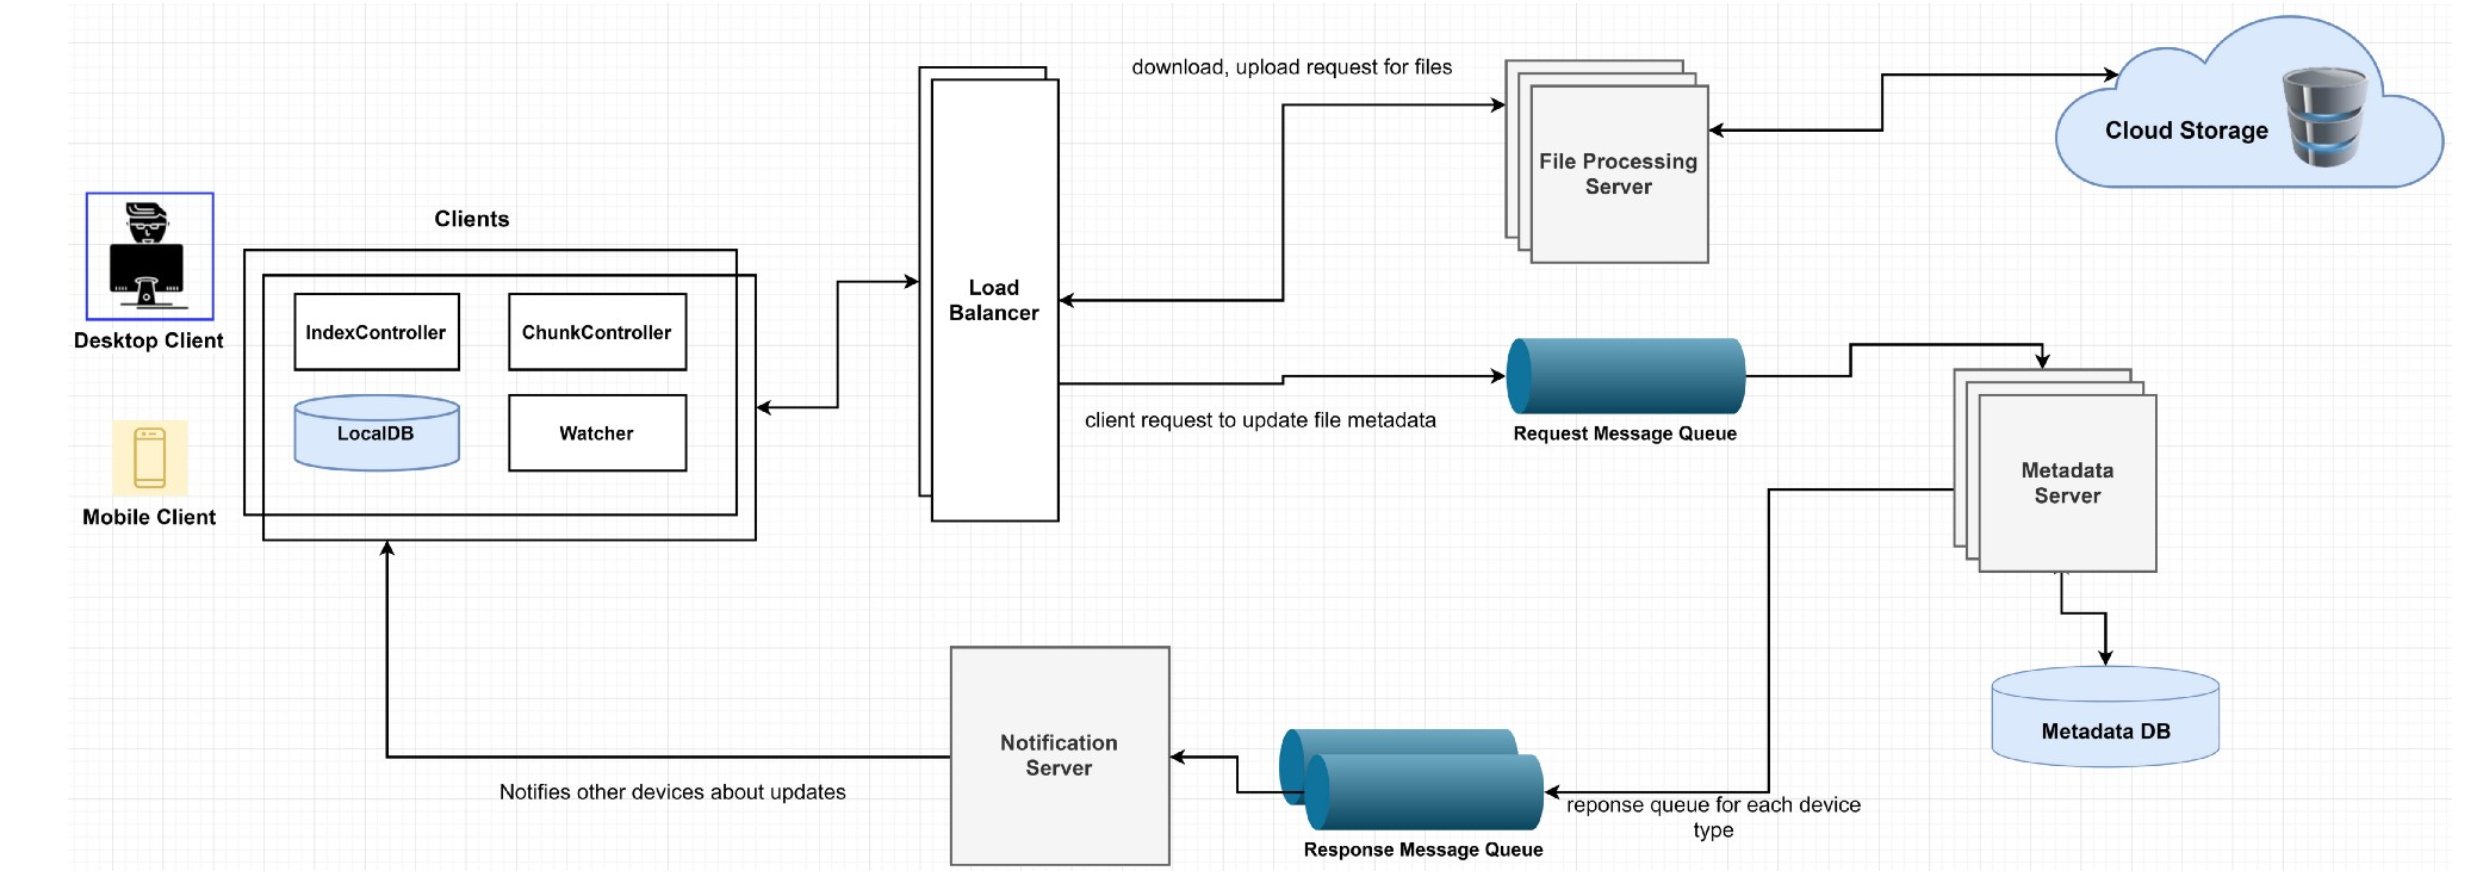 download, upload request for files
Cloud Storage
File Processing
Server
Clients
Desktop Client
IndexController
ChunkController
Load
Balancer
LocalDB
Watcher
client request to update file metadata
Request Message Queue
Mobile Client
Metadata
Server
Metadata DB
Notification
Server
Notifies other devices about updates
reponse queue for each device
type
Response Message Queue